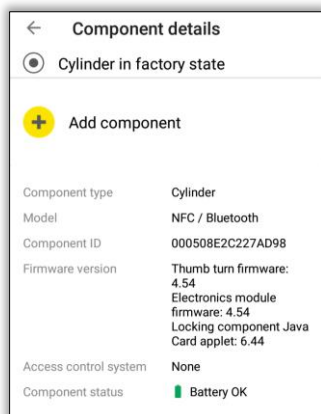 Component details
Cylinder in factory state
Add component
Component type Cylinder
Model NFC / Bluetooth
Component ID 000508E2C227AD98
Firmware version Thumb turn firmware:
4.54
Electronics module
firmware: 4.54
Locking component Java
Card applet: 6.44
Access control system None
Component status Battery OK